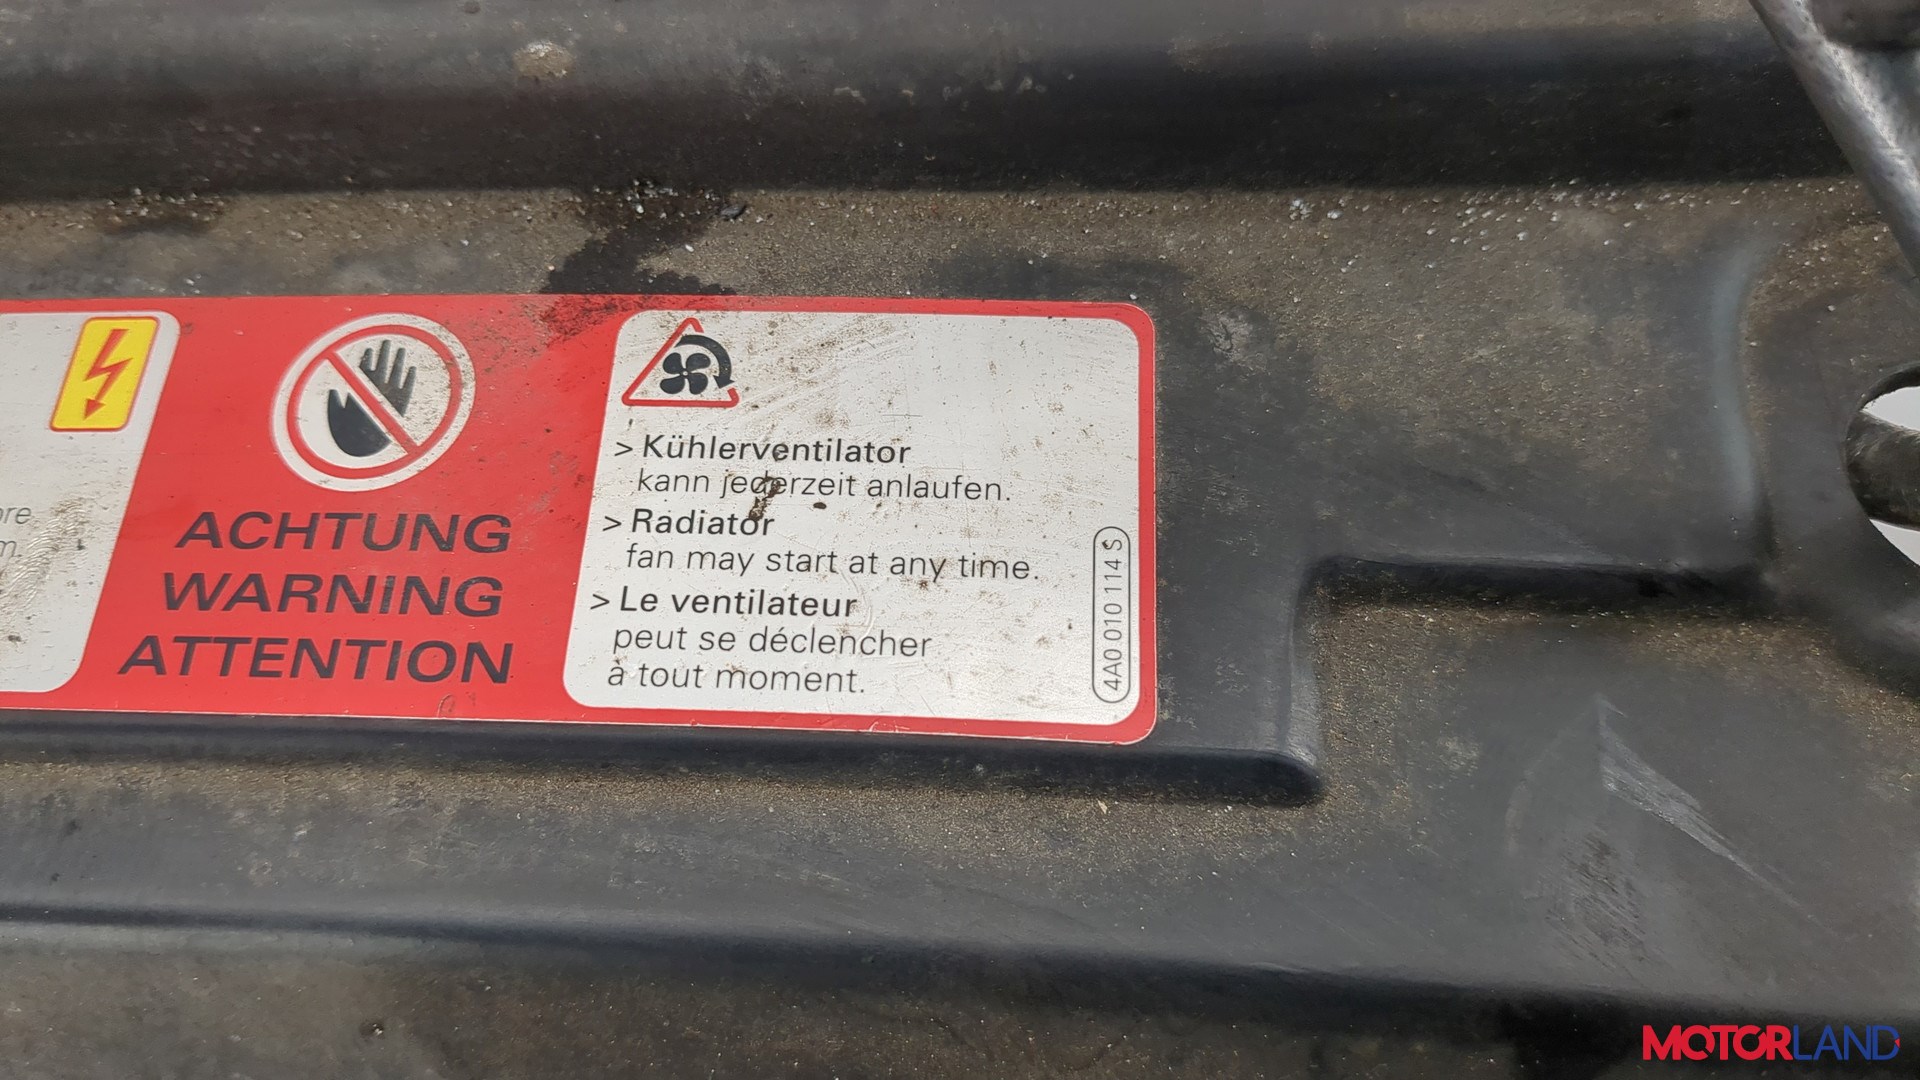 ACHTUNG
WARNING
ATTENTION
> Kühlerventilator
kann jederzeit anlaufen.
> Radiator
fan may start at any time.
> Le ventilateur
peut se déclencher
à tout moment.
4A0 010 114 S
MOTORLAND